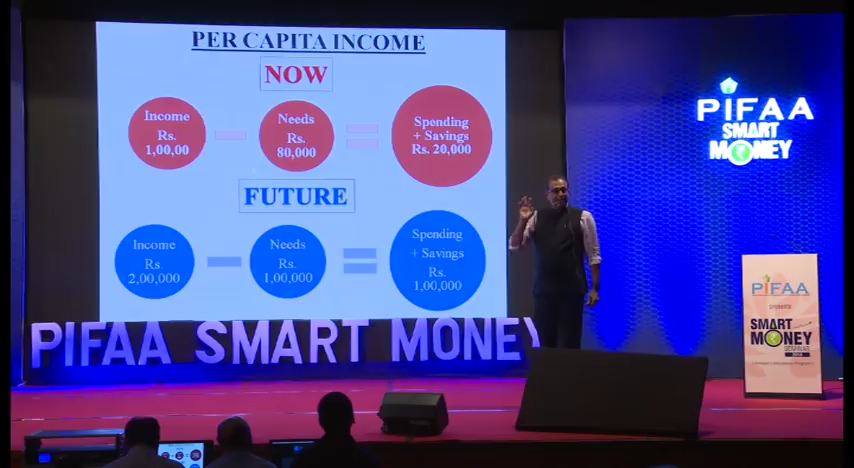 PER CAPITA INCOME
NOW
Income
Rs.
1,00,00
Needs
Rs.
80,000
Spending
+ Savings
Rs. 20,000
FUTURE
Income
Rs.
2,00,000
Needs
Rs.
1,00,000
Spending
+ Savings
Rs.
1,00,000
PIFAA
SMART
MONEY
PIFAA SMART MONEY
PIFAA
presents
SMART
MONEY
SEMINAR